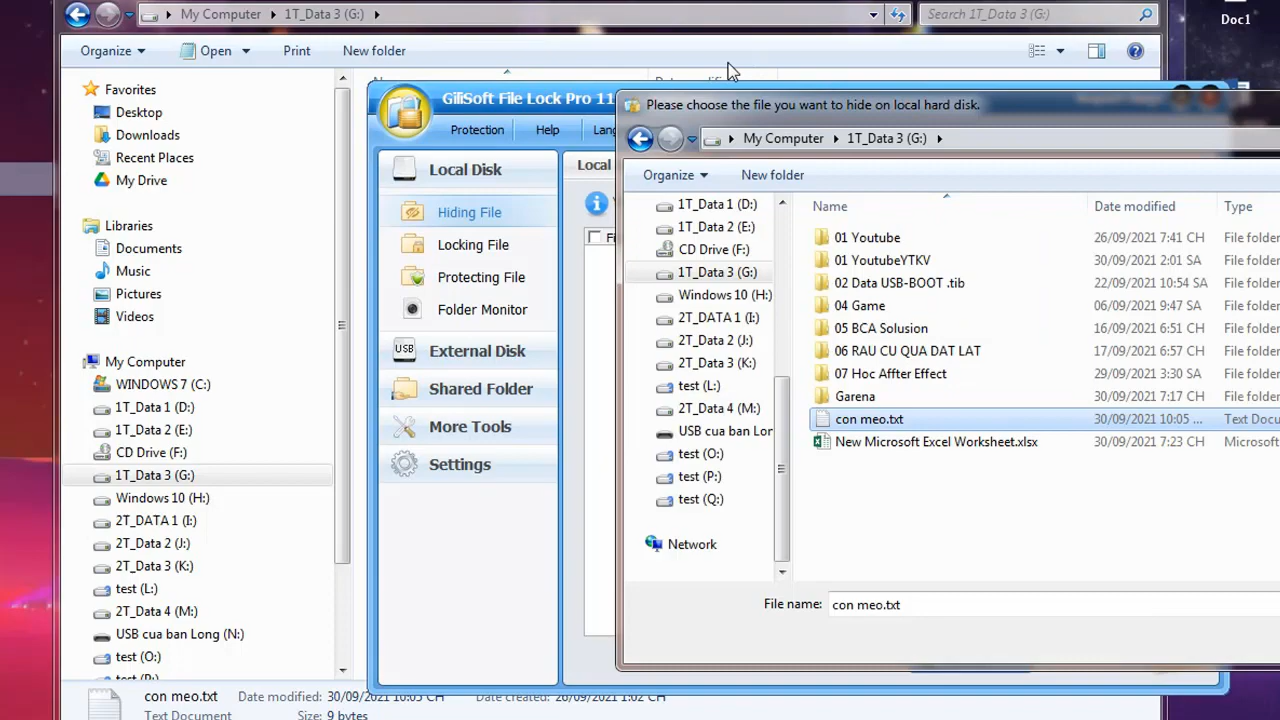 My Computer 1T_Data 3 (G:) Search 1T_Data 3 (G:)
Doc1
Organize Open Print New folder
Favorites
Desktop
Downloads
Recent Places
My Drive
Libraries
Documents
Music
Pictures
Videos
My Computer
WINDOWS 7 (C:)
1T_Data 1 (D:)
1T_Data 2 (E:)
CD Drive (F:)
1T_Data 3 (G:)
Windows 10 (H:)
2T_DATA 1 (I:)
2T_Data 2 (J:)
2T_Data 3 (K:)
test (L:)
2T_Data 4 (M:)
USB cua ban Long (N:)
test (O:)
test (P:)
con meo.txt Date modified: 30/09/2021 10:05 CH Date created: 26/09/2021 1:02 CH
Text Document Size: 9 bytes
GiliSoft File Lock Pro 11
Protection Help Lang
Local Disk
Hiding File
Locking File
Protecting File
Folder Monitor
External Disk
USB
Shared Folder
More Tools
Settings
Local
Please choose the file you want to hide on local hard disk.
My Computer 1T_Data 3 (G:)
Organize New folder
1T_Data 1 (D:)
1T_Data 2 (E:)
CD Drive (F:)
1T_Data 3 (G:)
Windows 10 (H:)
2T_DATA 1 (I:)
2T_Data 2 (J:)
2T_Data 3 (K:)
test (L:)
2T_Data 4 (M:)
USB cua ban Lor
test (O:)
test (P:)
test (Q:)
Network
Name Date modified Type
01 Youtube 26/09/2021 7:41 CH File folder
01 YoutubeYTKV 30/09/2021 2:01 SA File folder
02 Data USB-BOOT .tib 22/09/2021 10:54 SA File folder
04 Game 06/09/2021 9:47 SA File folder
05 BCA Solusion 16/09/2021 6:51 CH File folder
06 RAU CU QUA DAT LAT 17/09/2021 6:57 CH File folder
07 Hoc Affter Effect 29/09/2021 3:30 SA File folder
Garena 30/09/2021 7:17 CH File folder
con meo.txt 30/09/2021 10:05 ... Text Docu
New Microsoft Excel Worksheet.xlsx 30/09/2021 7:23 CH Microsoft
File name: con meo.txt